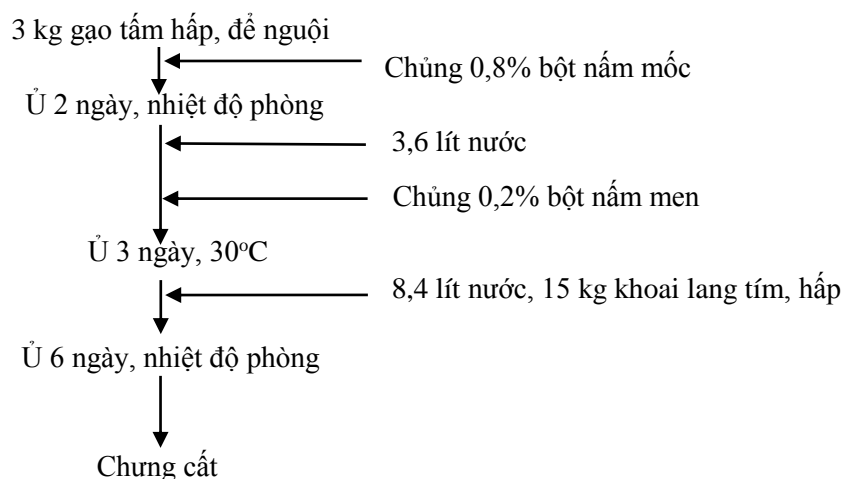 3 kg gạo tấm hấp, để nguội
Chủng 0,8% bột nấm mốc
Ủ 2 ngày, nhiệt độ phòng
3,6 lít nước
Chủng 0,2% bột nấm men
Ủ 3 ngày, 30°C
8,4 lít nước, 15 kg khoai lang tím, hấp
Ủ 6 ngày, nhiệt độ phòng
Chưng cất